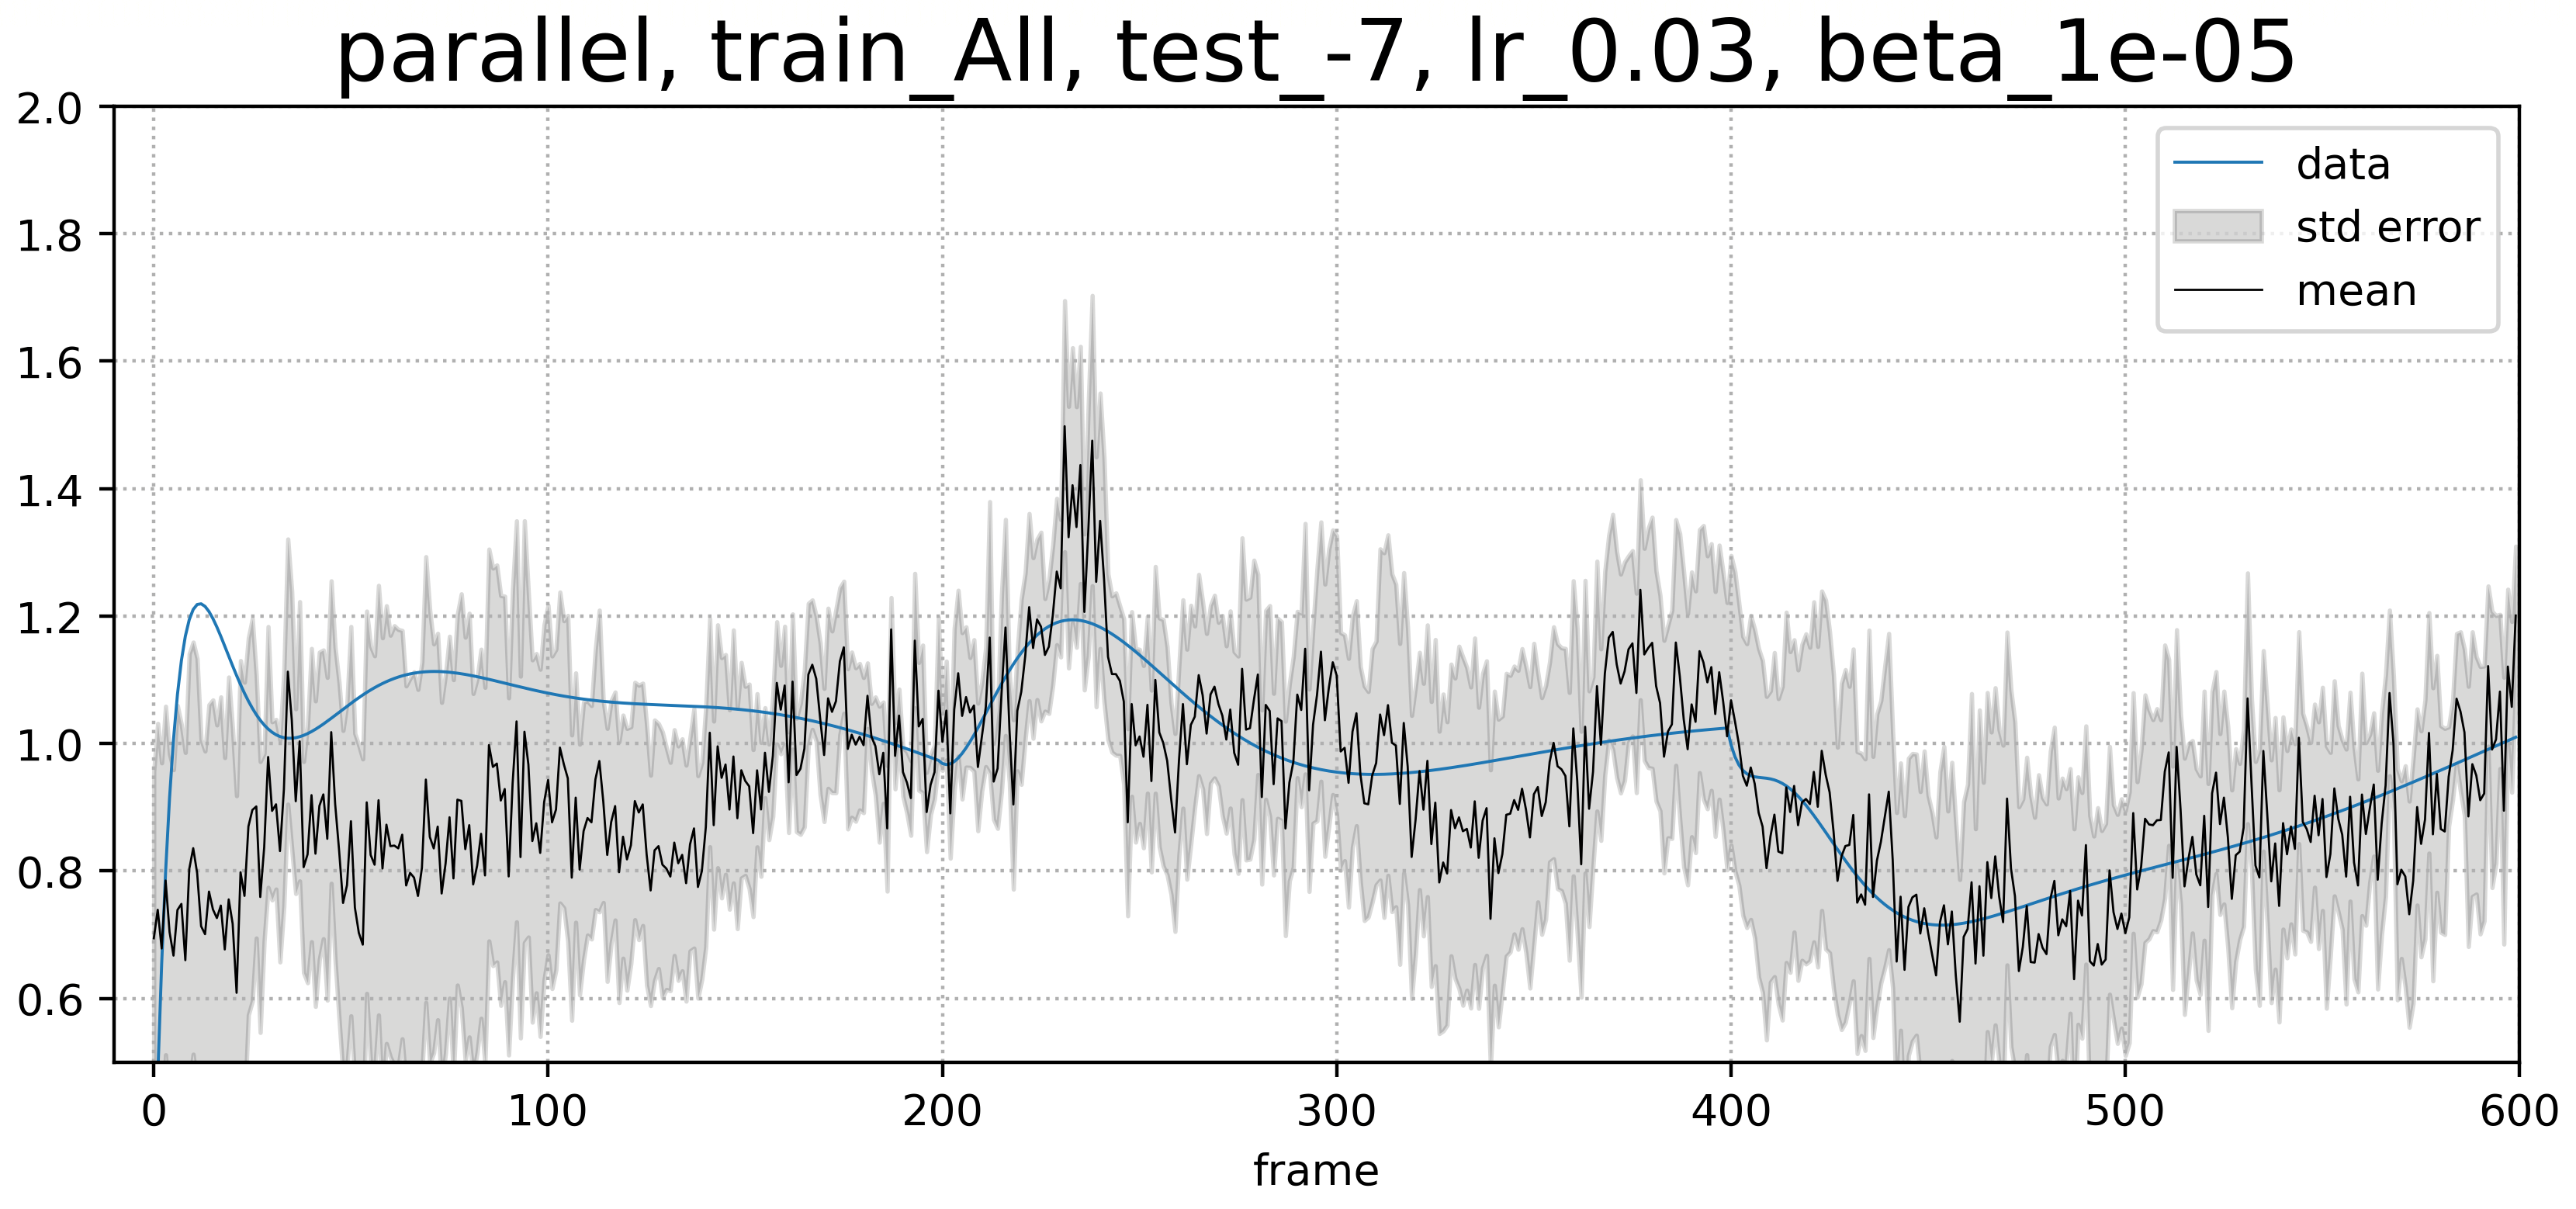 parallel, train_All, test_-7, lr_0.03, beta_1e-05
2.0
1.8
1.6
1.4
1.2
1.0
0.8
0.6
data
std error
mean
0 100 200 300 400 500 600
frame